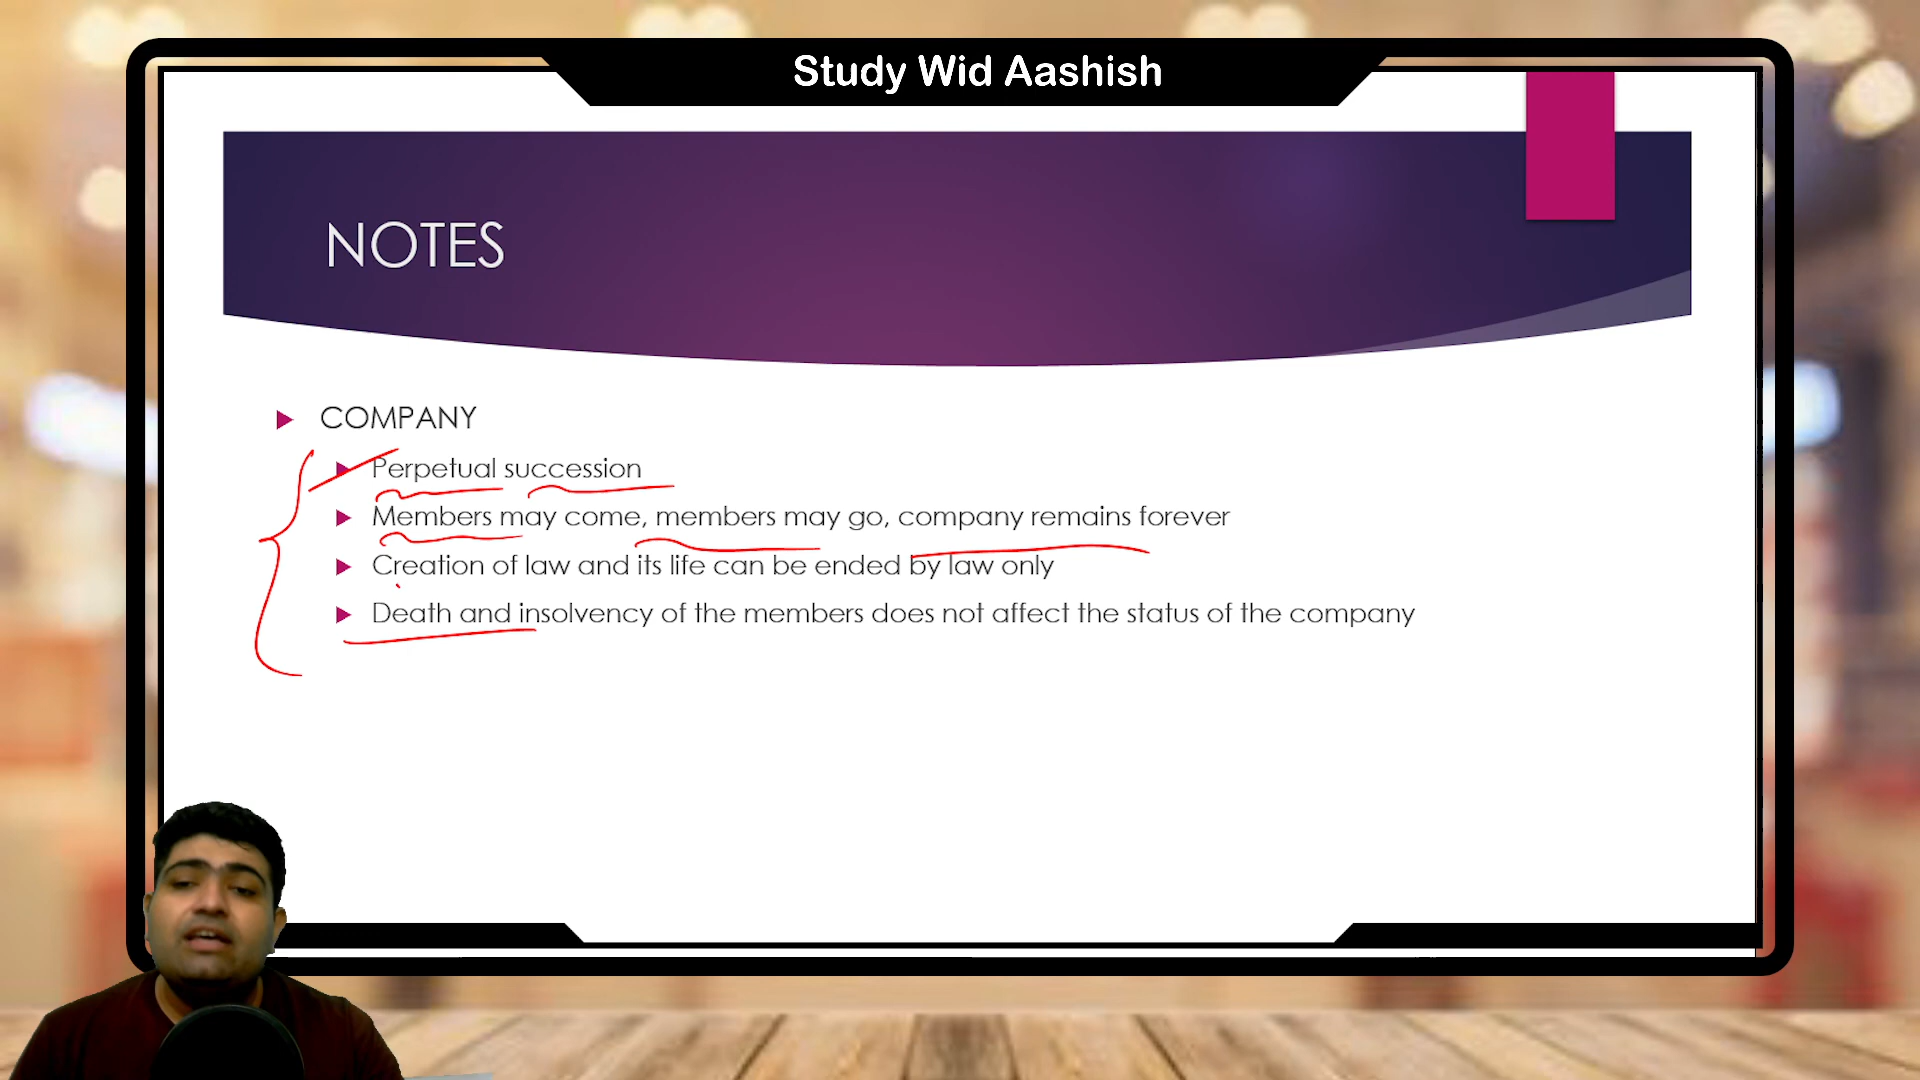 Study Wid Aashish
NOTES
COMPANY
Perpetual succession
Members may come, members may go, company remains forever
Creation of law and its life can be ended by law only
Death and insolvency of the members does not affect the status of the company